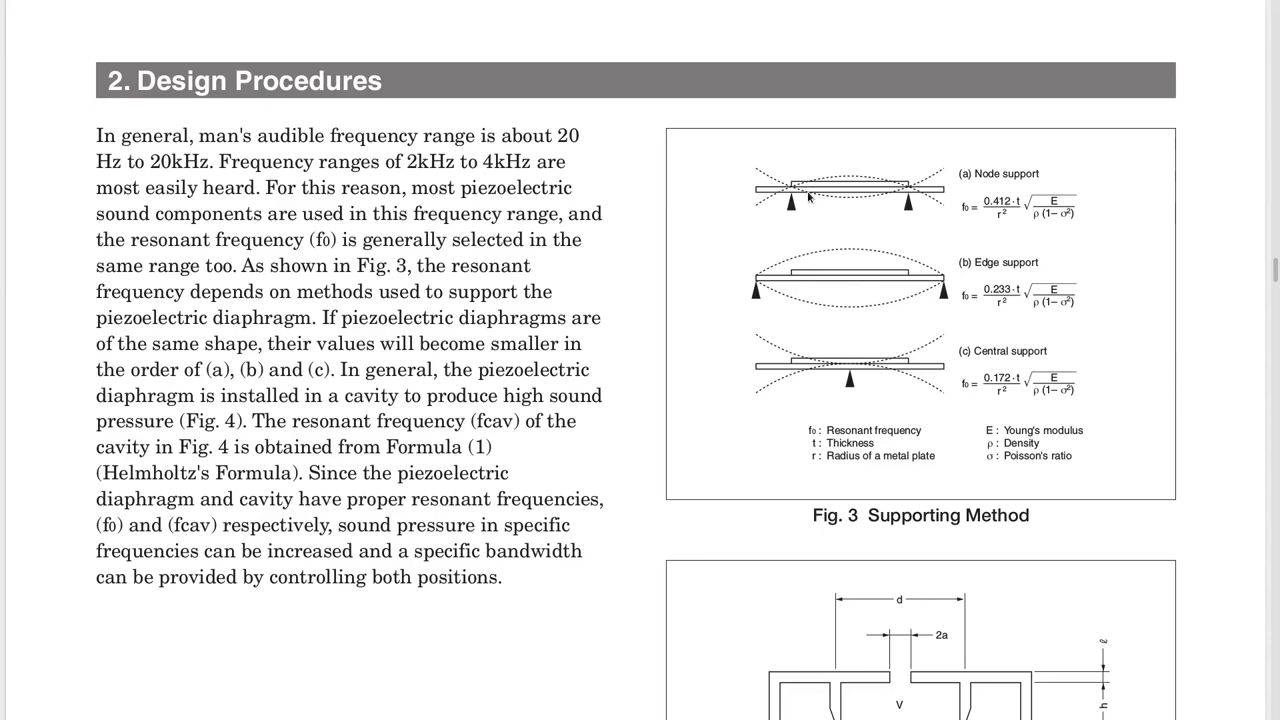 2. Design Procedures
In general, man's audible frequency range is about 20
Hz to 20kHz. Frequency ranges of 2kHz to 4kHz are
most easily heard. For this reason, most piezoelectric
sound components are used in this frequency range, and
the resonant frequency (f0) is generally selected in the
same range too. As shown in Fig. 3, the resonant
frequency depends on methods used to support the
piezoelectric diaphragm. If piezoelectric diaphragms are
of the same shape, their values will become smaller in
the order of (a), (b) and (c). In general, the piezoelectric
diaphragm is installed in a cavity to produce high sound
pressure (Fig. 4). The resonant frequency (fcav) of the
cavity in Fig. 4 is obtained from Formula (1)
(Helmholtz's Formula). Since the piezoelectric
diaphragm and cavity have proper resonant frequencies,
(f0) and (fcav) respectively, sound pressure in specific
frequencies can be increased and a specific bandwidth
can be provided by controlling both positions.
(a) Node support
f0 = 0.412·t / r² √ E / ρ (1– σ²)
(b) Edge support
f0 = 0.233·t / r² √ E / ρ (1– σ²)
(c) Central support
f0 = 0.172·t / r² √ E / ρ (1– σ²)
f0 : Resonant frequency
t : Thickness
r : Radius of a metal plate
E : Young's modulus
ρ : Density
σ : Poisson's ratio
Fig. 3 Supporting Method
d
2a
ℓ
V
h